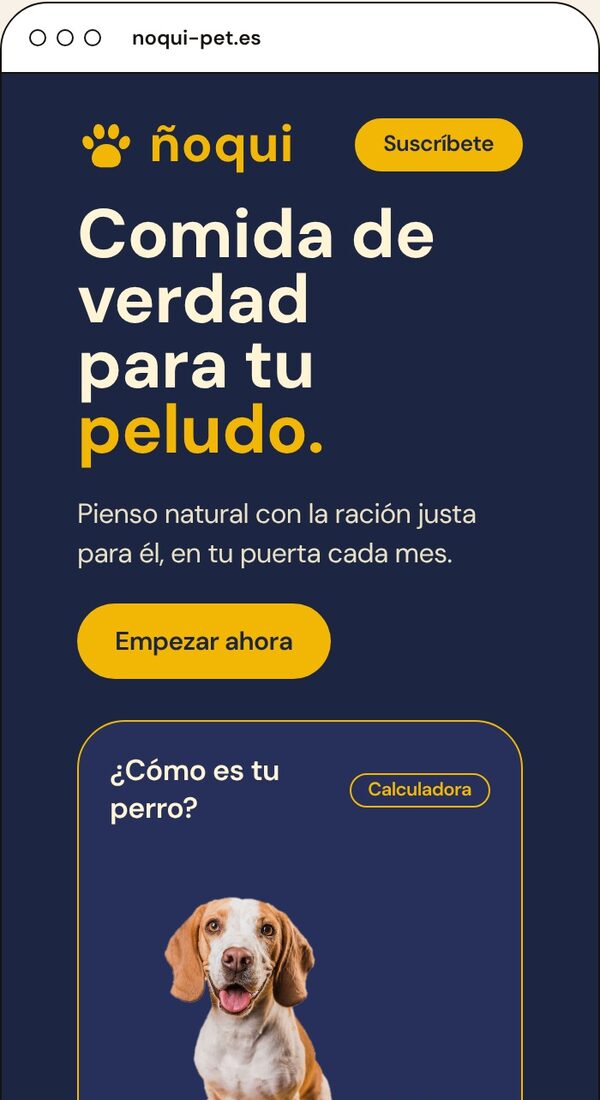 noqui-pet.es
ñoqui
Suscríbete
Comida de
verdad
para tu
peludo.
Pienso natural con la ración justa
para él, en tu puerta cada mes.
Empezar ahora
¿Cómo es tu
perro?
Calculadora